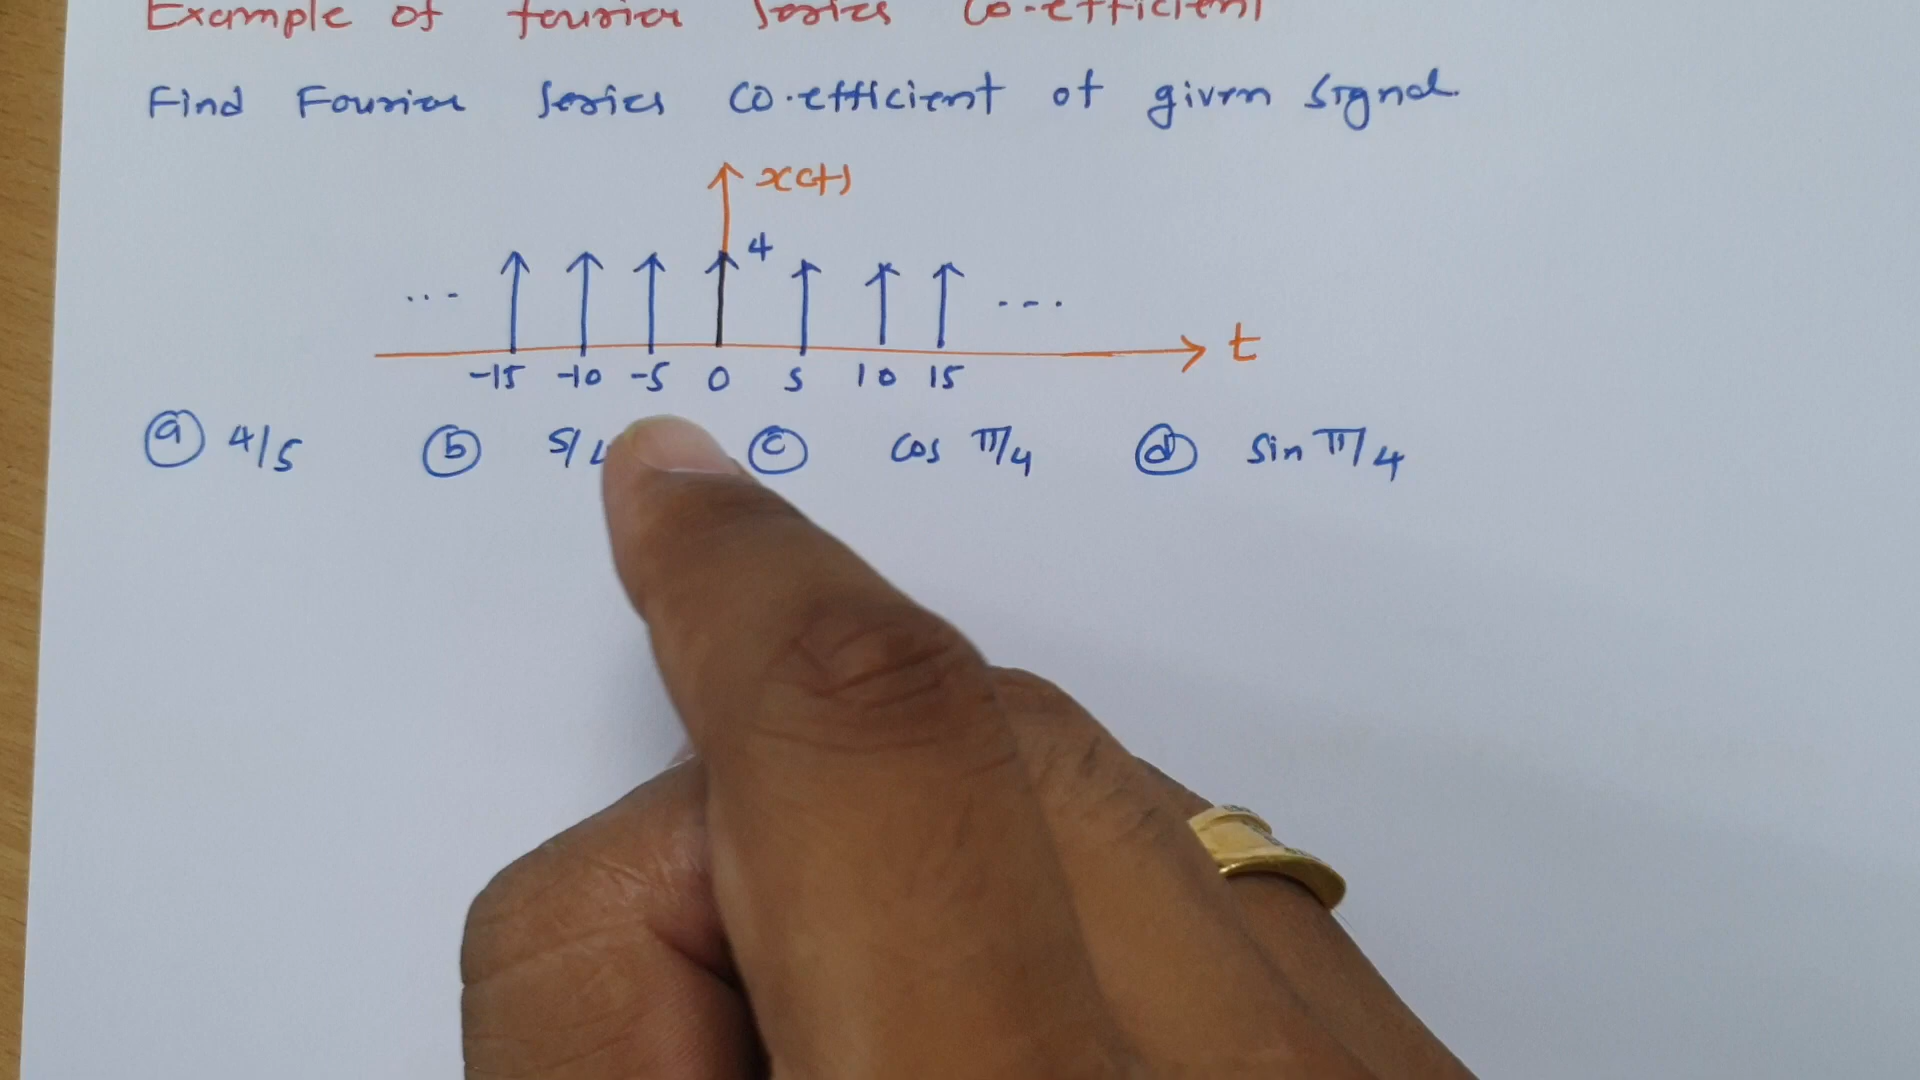 Example of fourier series co-efficient
Find Fourier series co-efficient of given signal
x(t)
4
... ...
t
-15 -10 -5 0 5 10 15
(a) 4/5 (b) 5/ (c) cos π/4 (d) sin π/4